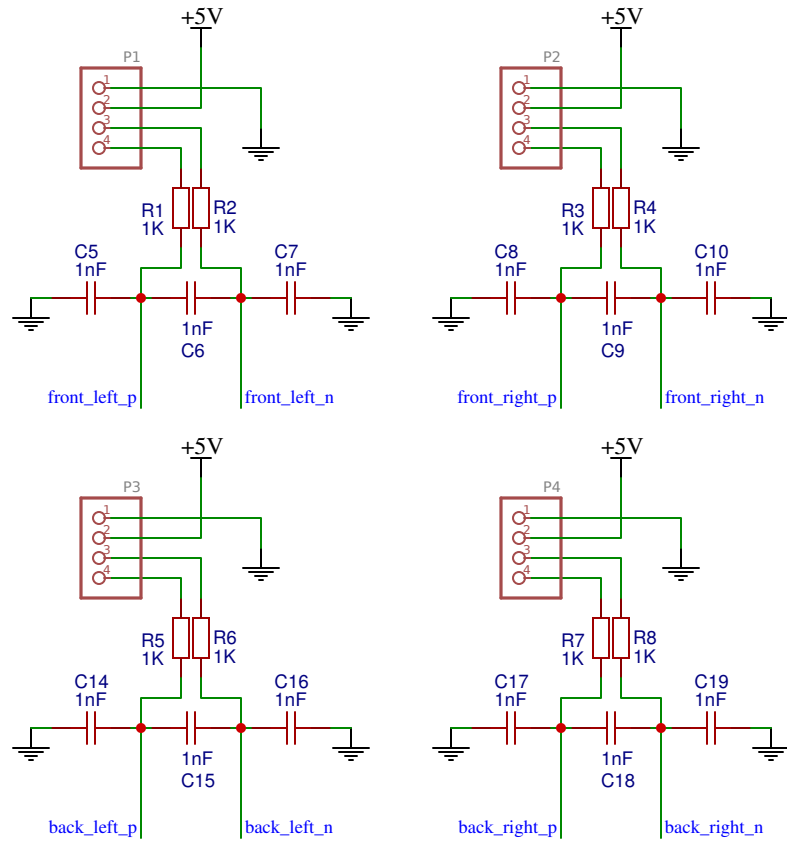 +5V
P1
1
2
3
4
R1
1K
R2
1K
C5
1nF
C7
1nF
1nF
C6
front_left_p
front_left_n
+5V
P2
1
2
3
4
R3
1K
R4
1K
C8
1nF
C10
1nF
1nF
C9
front_right_p
front_right_n
+5V
P3
1
2
3
4
R5
1K
R6
1K
C14
1nF
C16
1nF
1nF
C15
back_left_p
back_left_n
+5V
P4
1
2
3
4
R7
1K
R8
1K
C17
1nF
C19
1nF
1nF
C18
back_right_p
back_right_n